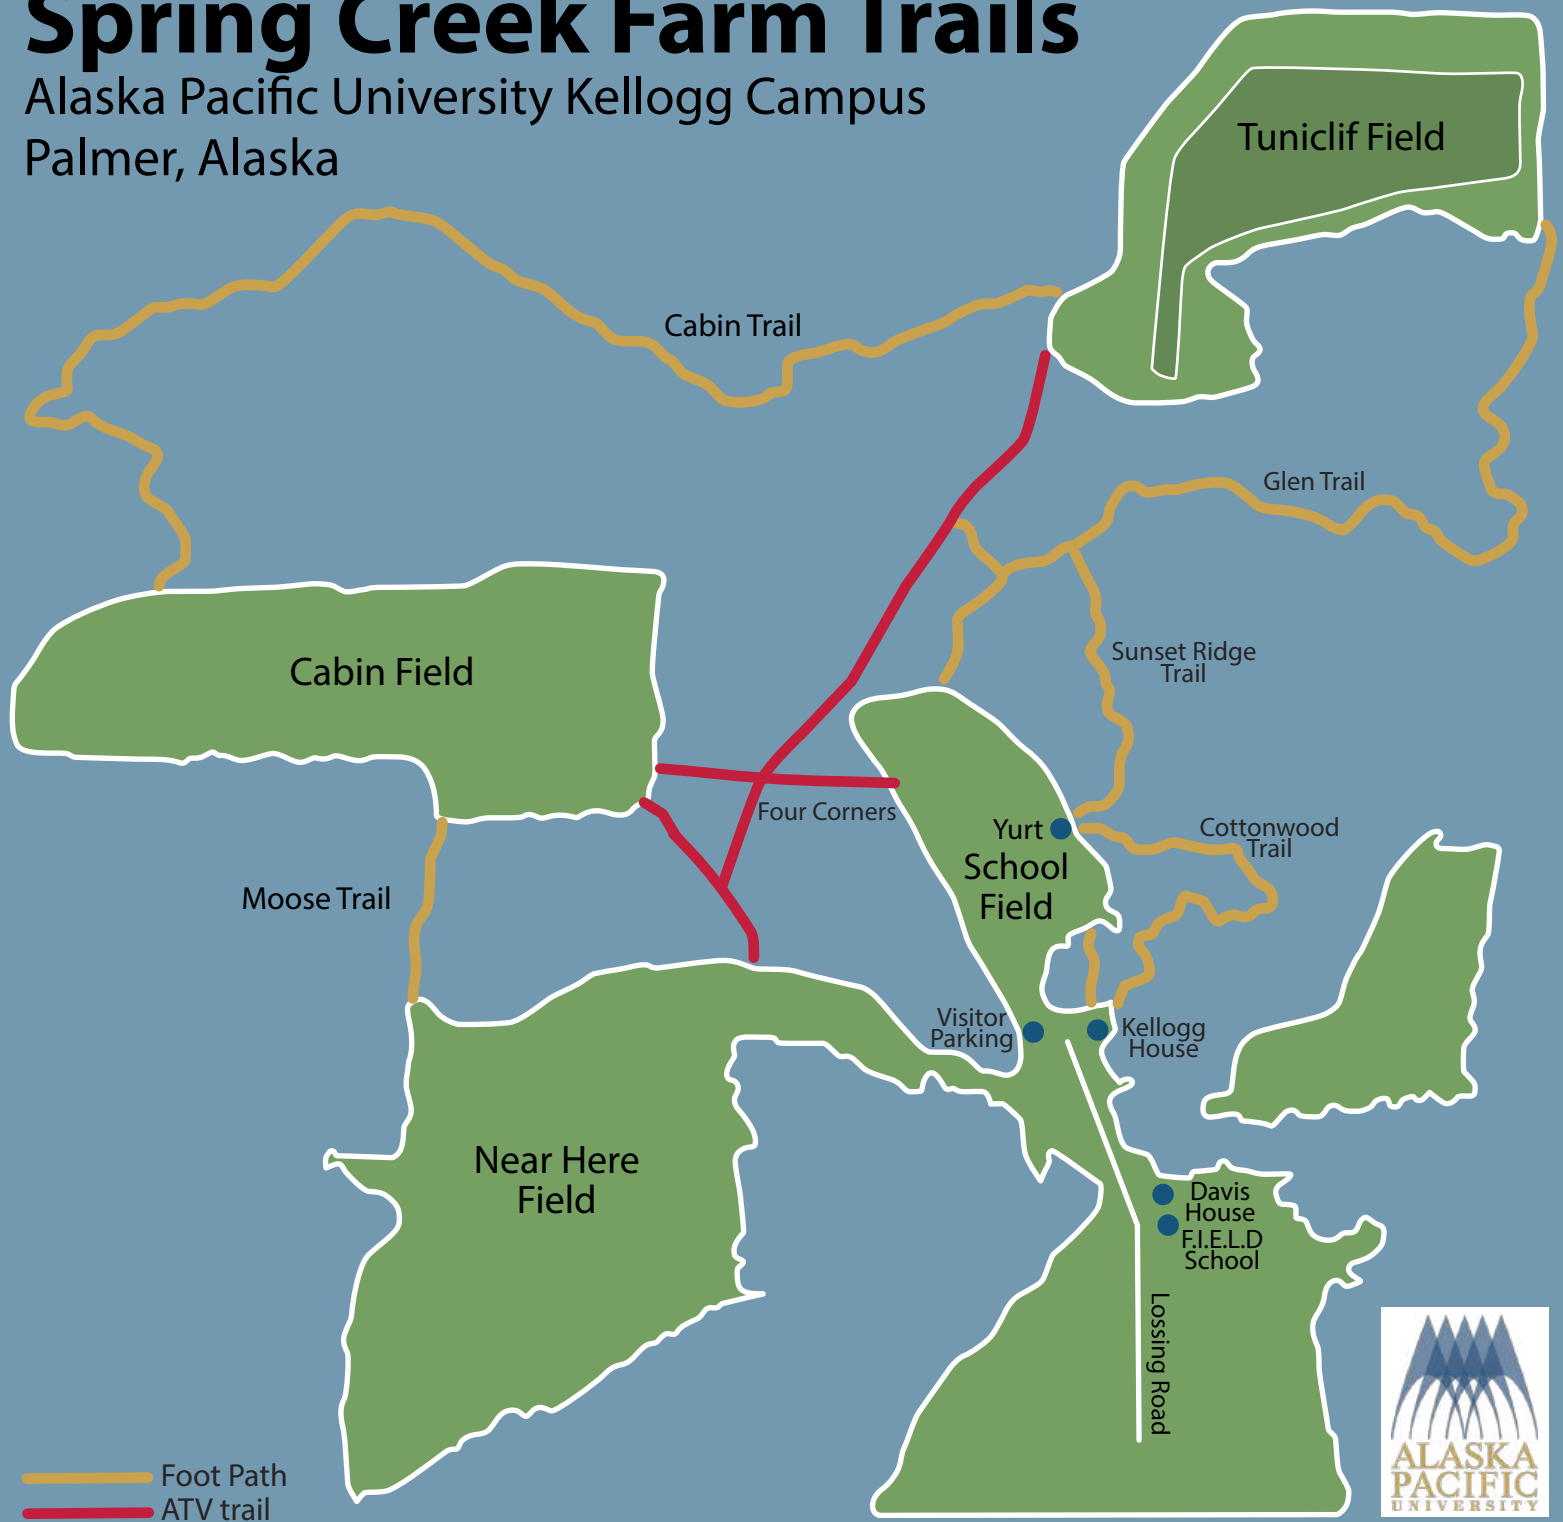 Spring Creek Farm Trails
Alaska Pacific University Kellogg Campus
Palmer, Alaska
Tuniclif Field
Cabin Trail
Glen Trail
Sunset Ridge
Trail
Cabin Field
Four Corners
Yurt
School
Field
Cottonwood
Trail
Moose Trail
Visitor
Parking
Kellogg
House
Near Here
Field
Davis
House
F.I.E.L.D
School
Lossing Road
Foot Path
ATV trail
ALASKA
PACIFIC
UNIVERSITY